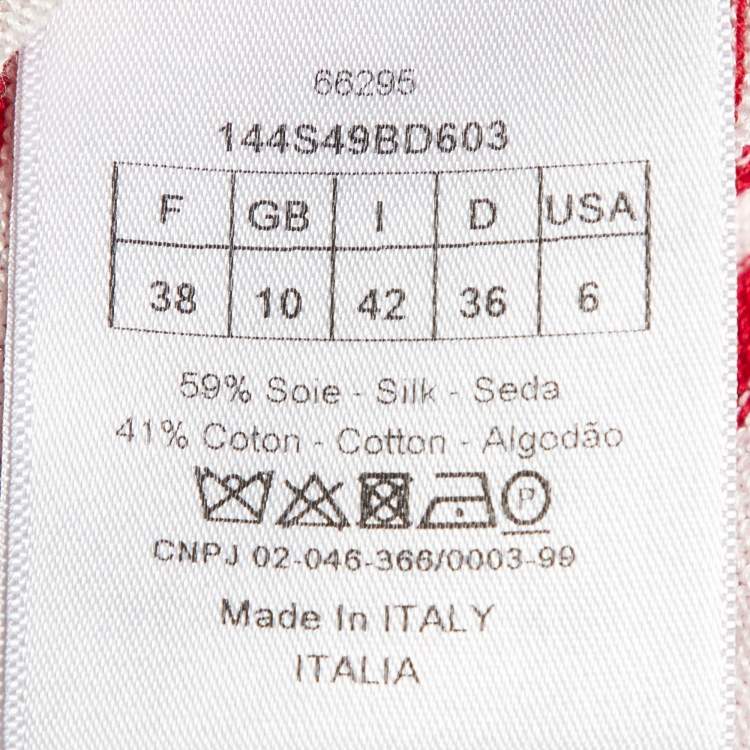 66295
144S49BD603
F GB I D USA
38 10 42 36 6
59% Soie - Silk - Seda
41% Coton - Cotton - Algodão
P
CNPJ 02-046-366/0003-99
Made In ITALY
ITALIA